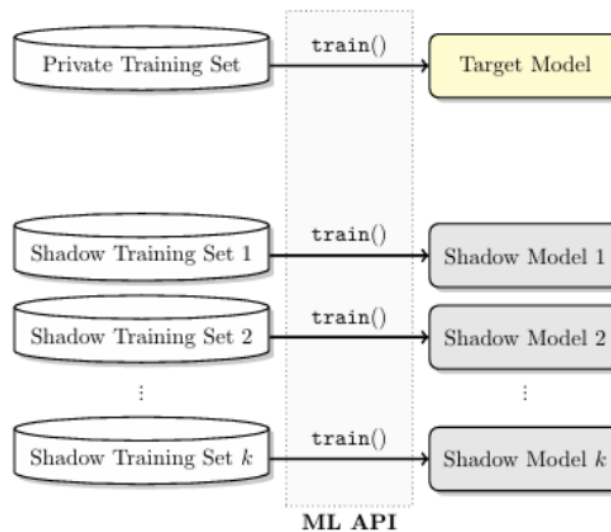 Private Training Set train() Target Model
Shadow Training Set 1 train() Shadow Model 1
Shadow Training Set 2 train() Shadow Model 2
⋮ ⋮
Shadow Training Set k train() Shadow Model k
ML API